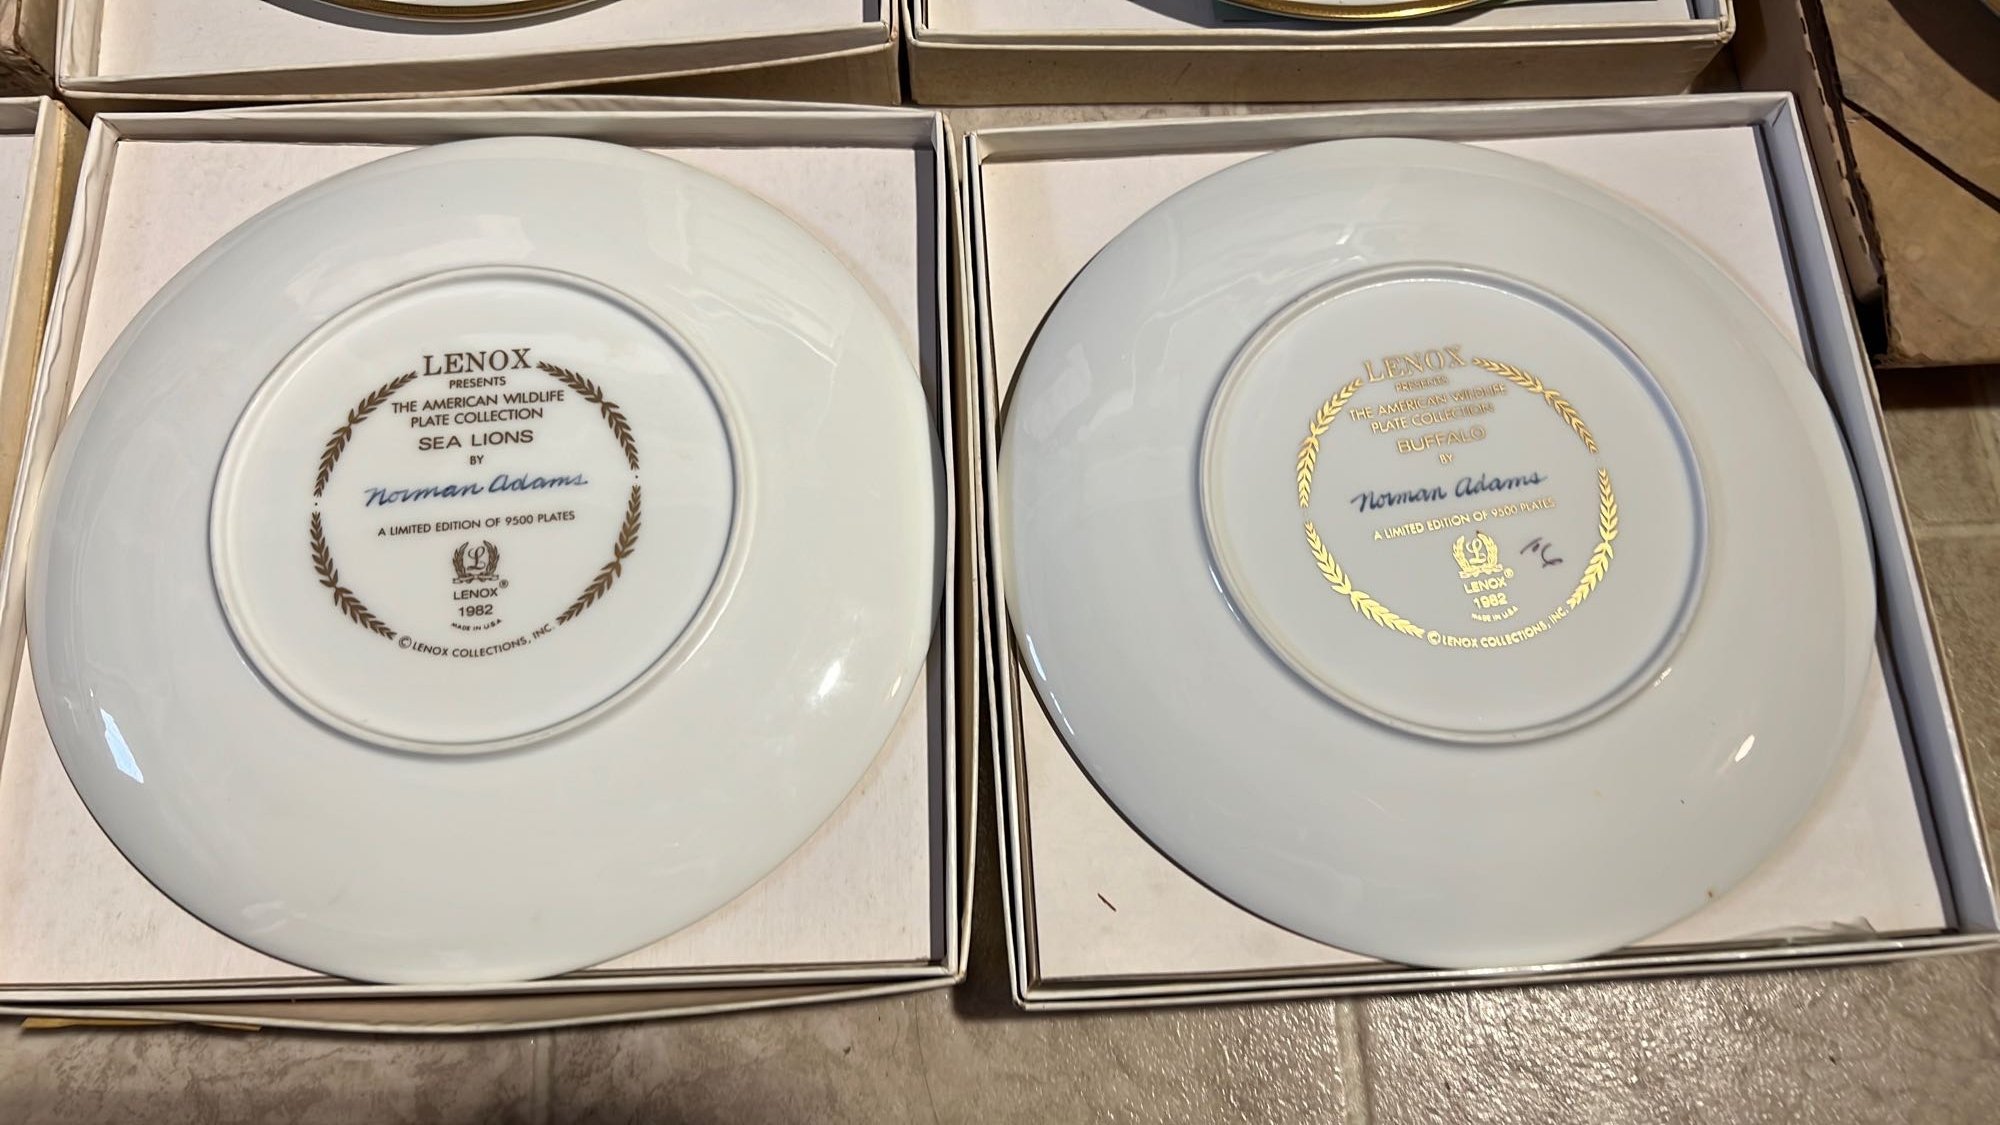 LENOX
PRESENTS
THE AMERICAN WILDLIFE
PLATE COLLECTION
SEA LIONS
BY
Norman Adams
A LIMITED EDITION OF 9500 PLATES
L
LENOX®
1982
MADE IN U.S.A.
© LENOX COLLECTIONS, INC.
LENOX
PRESENTS
THE AMERICAN WILDLIFE
PLATE COLLECTION
BUFFALO
BY
Norman Adams
A LIMITED EDITION OF 9500 PLATES
L
LENOX®
1982
MADE IN U.S.A.
© LENOX COLLECTIONS, INC.